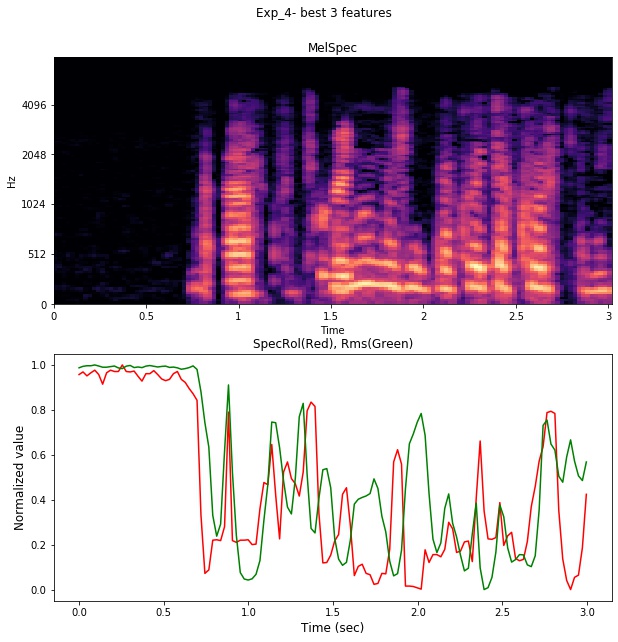 Exp_4- best 3 features
MelSpec
4096
2048
1024
512
0
Hz
0 0.5 1 1.5 2 2.5 3
Time
SpecRol(Red), Rms(Green)
1.0
0.8
0.6
0.4
0.2
0.0
Normalized value
0.0 0.5 1.0 1.5 2.0 2.5 3.0
Time (sec)